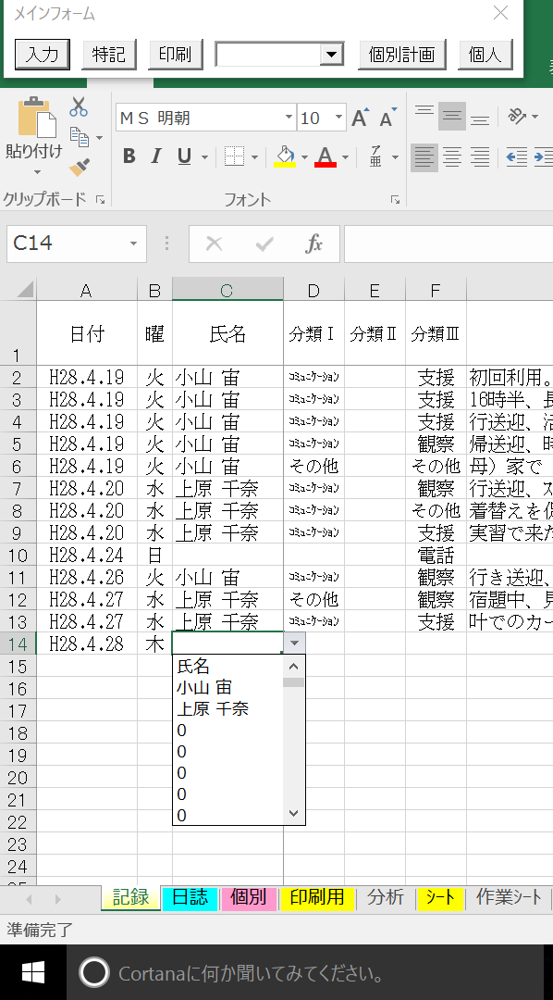 メインフォーム
入力 特記 印刷 個別計画 個人
ＭＳ 明朝 10 A A
貼り付け
B I U A ア亜
クリップボード フォント
C14 fx
A B C D E F
1 日付 曜 氏名 分類Ⅰ 分類Ⅱ 分類Ⅲ
2 H28.4.19 火 小山 宙 ｺﾐｭﾆｹｰｼｮﾝ 支援 初回利用。
3 H28.4.19 火 小山 宙 ｺﾐｭﾆｹｰｼｮﾝ 支援 16時半、長
4 H28.4.19 火 小山 宙 ｺﾐｭﾆｹｰｼｮﾝ 支援 行送迎、
5 H28.4.19 火 小山 宙 ｺﾐｭﾆｹｰｼｮﾝ 観察 帰送迎、時
6 H28.4.19 火 小山 宙 その他 その他 母）家で
7 H28.4.20 水 上原 千奈 ｺﾐｭﾆｹｰｼｮﾝ 観察 行送迎、
8 H28.4.20 水 上原 千奈 ｺﾐｭﾆｹｰｼｮﾝ その他 着替えを
9 H28.4.20 水 上原 千奈 ｺﾐｭﾆｹｰｼｮﾝ 支援 実習で来た
10 H28.4.24 日 電話
11 H28.4.26 火 小山 宙 ｺﾐｭﾆｹｰｼｮﾝ 観察 行き送迎、
12 H28.4.27 水 上原 千奈 その他 観察 宿題中、見
13 H28.4.27 水 上原 千奈 ｺﾐｭﾆｹｰｼｮﾝ 支援 叶でのカー
14 H28.4.28 木
15 氏名
16 小山 宙
17 上原 千奈
18 0
19 0
20 0
21 0
22 0
23
24
記録 日誌 個別 印刷用 分析 ｼｰﾄ 作業ｼｰﾄ
準備完了
Cortanaに何か聞いてみてください。